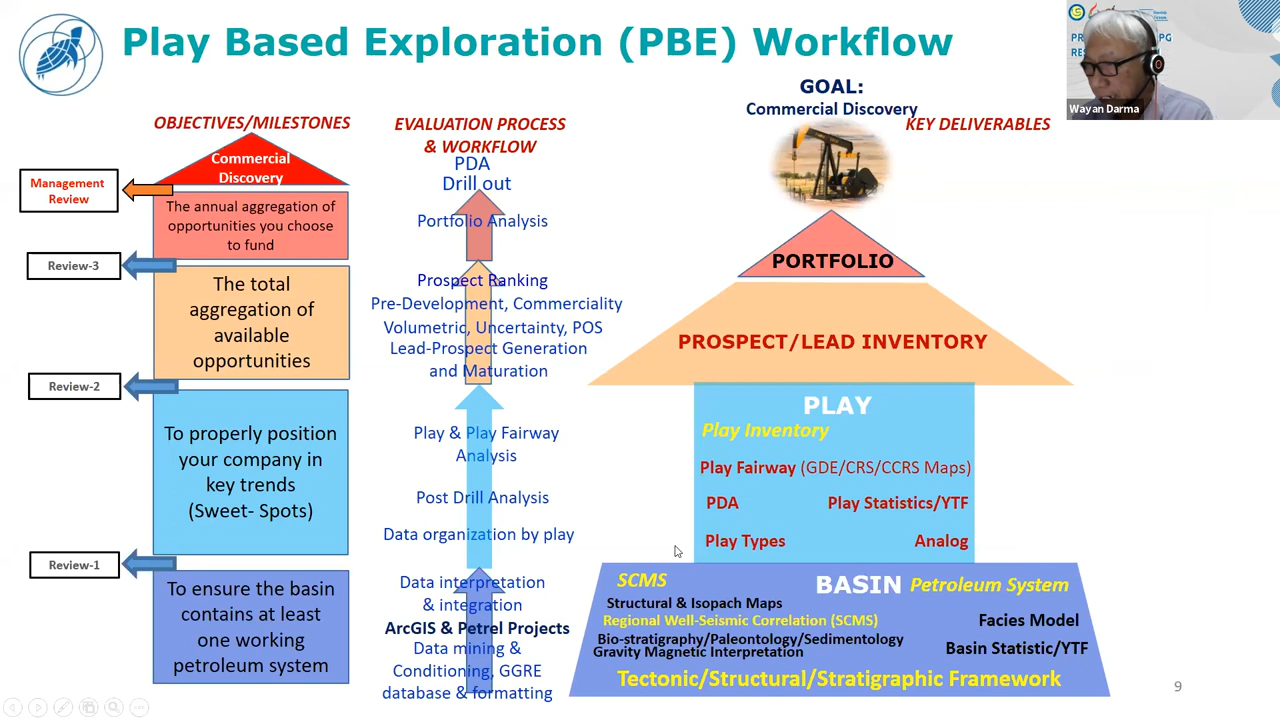 Play Based Exploration (PBE) Workflow
Wayan Darma
GOAL:
Commercial Discovery
OBJECTIVES/MILESTONES
EVALUATION PROCESS
& WORKFLOW
KEY DELIVERABLES
Commercial
Discovery
Management
Review
The annual aggregation of
opportunities you choose
to fund
Review-3
The total
aggregation of
available
opportunities
Review-2
To properly position
your company in
key trends
(Sweet- Spots)
Review-1
To ensure the basin
contains at least
one working
petroleum system
PDA
Drill out
Portfolio Analysis
Prospect Ranking
Pre-Development, Commerciality
Volumetric, Uncertainty, POS
Lead-Prospect Generation
and Maturation
Play & Play Fairway
Analysis
Post Drill Analysis
Data organization by play
Data interpretation
& integration
ArcGIS & Petrel Projects
Data mining &
Conditioning, GGRE
database & formatting
PORTFOLIO
PROSPECT/LEAD INVENTORY
PLAY
Play Inventory
Play Fairway (GDE/CRS/CCRS Maps)
PDA Play Statistics/YTF
Play Types Analog
SCMS BASIN Petroleum System
Structural & Isopach Maps
Regional Well-Seismic Correlation (SCMS) Facies Model
Bio-stratigraphy/Paleontology/Sedimentology
Gravity Magnetic Interpretation Basin Statistic/YTF
Tectonic/Structural/Stratigraphic Framework
9